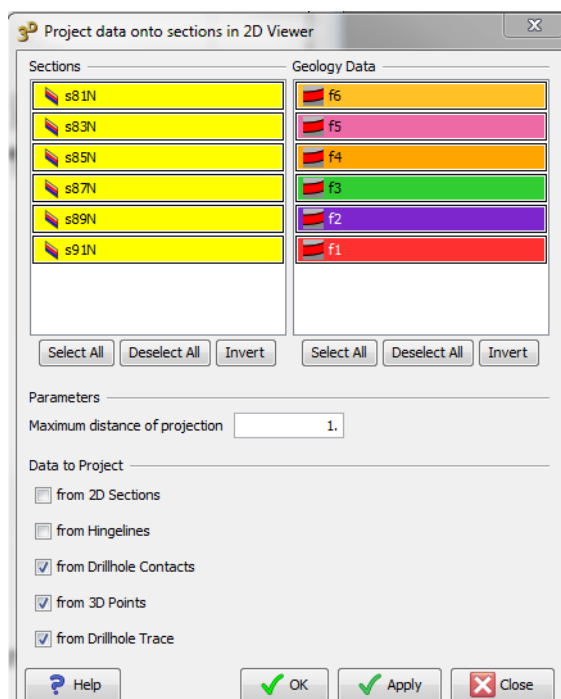 Project data onto sections in 2D Viewer
Sections
s81N
s83N
s85N
s87N
s89N
s91N
Select All Deselect All Invert
Geology Data
f6
f5
f4
f3
f2
f1
Select All Deselect All Invert
Parameters
Maximum distance of projection 1.
Data to Project
from 2D Sections
from Hingelines
from Drillhole Contacts
from 3D Points
from Drillhole Trace
Help OK Apply Close